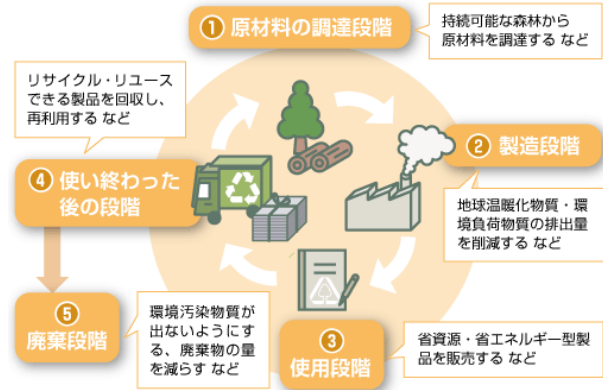 ① 原材料の調達段階
持続可能な森林から
原材料を調達する など
② 製造段階
地球温暖化物質・環
境負荷物質の排出量
を削減する など
③
使用段階
省資源・省エネルギー型製
品を販売する など
リサイクル・リユース
できる製品を回収し、
再利用する など
④ 使い終わった
後の段階
⑤
廃棄段階
環境汚染物質が
出ないようにす
る、廃棄物の量
を減らす など